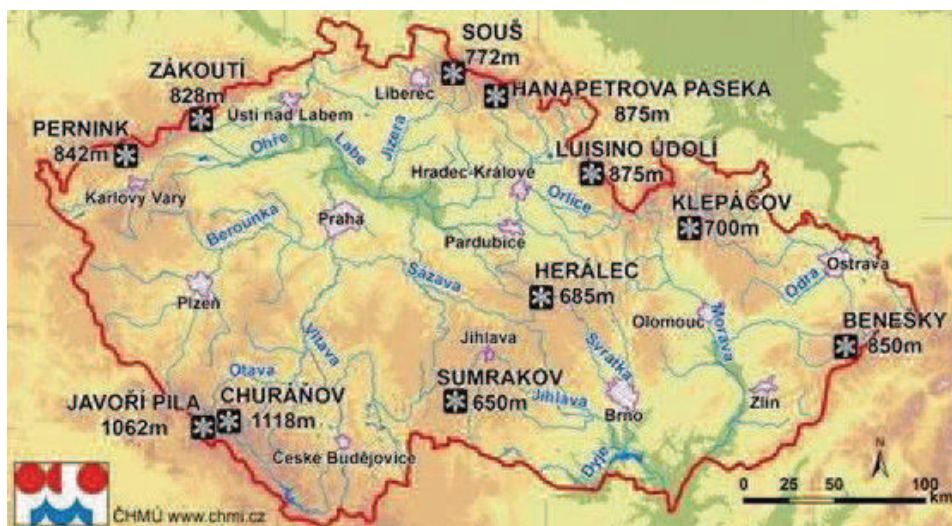 SOUŠ
772m
ZÁKOUTÍ
828m
Liberec
HANAPETROVA PASEKA
875m
Ústí nad Labem
PERNINK
842m
Ohře
Labe
Jizera
LUISINO ÚDOLÍ
875m
Hradec-Králové
Karlovy Vary
Orlice
KLEPÁČOV
700m
Berounka
Praha
Pardubice
Sázava
HERÁLEC
685m
Ostrava
Odra
Plzeň
Olomouc
Morava
BENEŠKY
850m
Vltava
Jihlava
Svratka
Otava
JAVOŘÍ PILA
1062m
CHURÁŇOV
1118m
SUMRAKOV
650m
Jihlava
Brno
Zlín
České Budějovice
Dyje
N
0 25 50 100
km
ČHMÚ www.chmi.cz